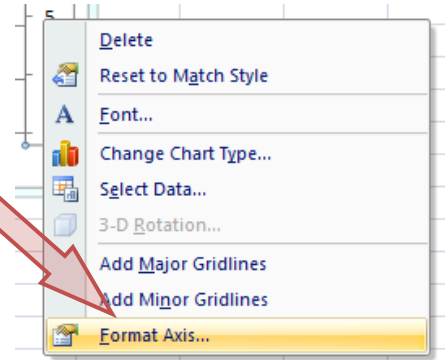 5
Delete
Reset to Match Style
A Font...
Change Chart Type...
Select Data...
3-D Rotation...
Add Major Gridlines
Add Minor Gridlines
Format Axis...